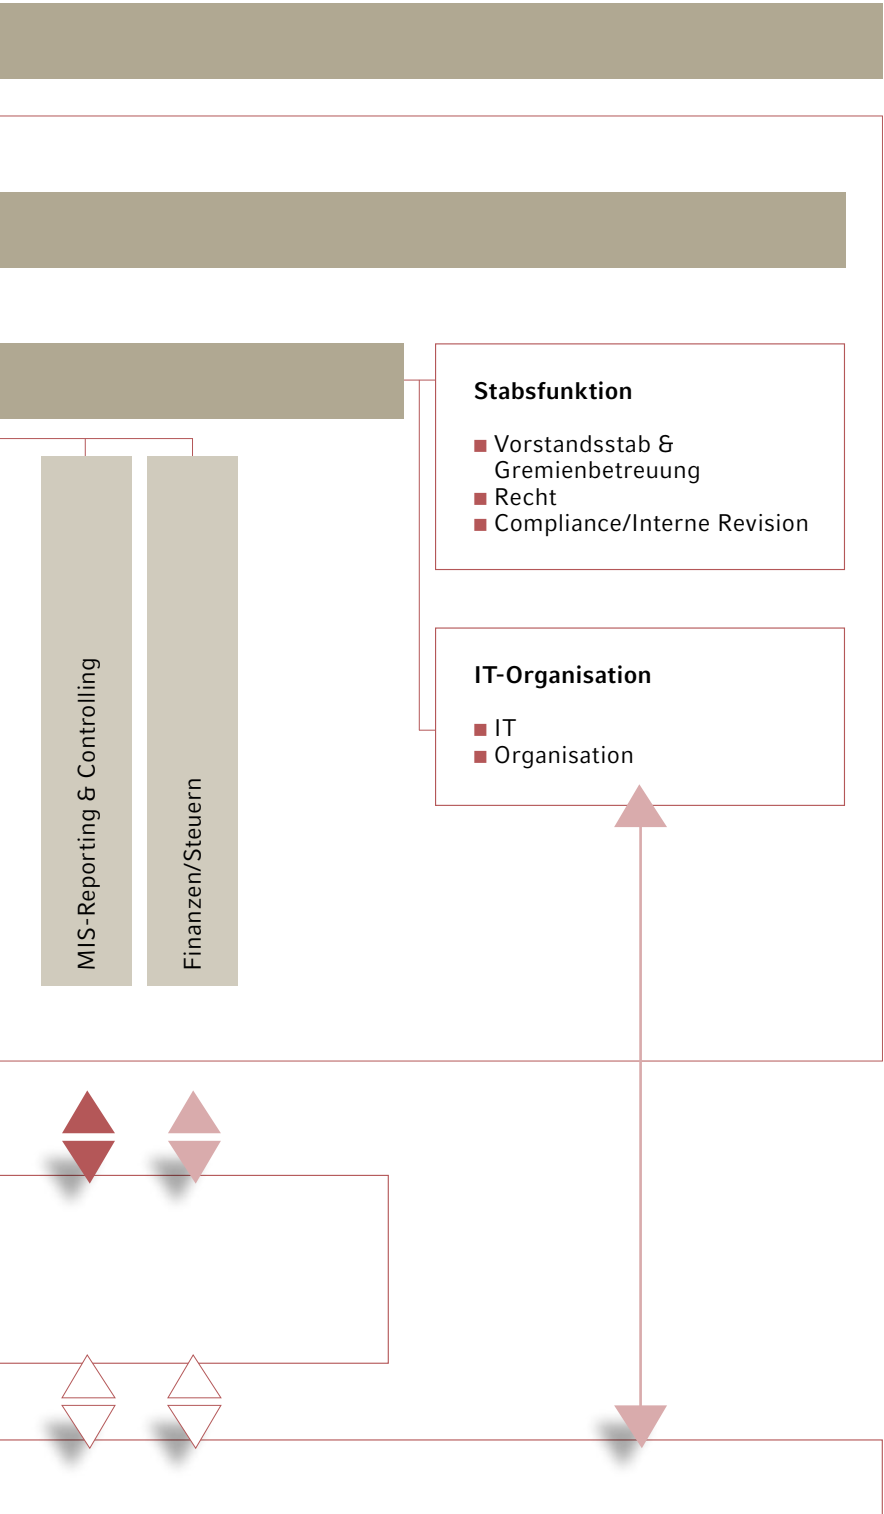 Stabsfunktion
■ Vorstandsstab &
Gremienbetreuung
■ Recht
■ Compliance/Interne Revision
IT-Organisation
■ IT
■ Organisation
MIS-Reporting & Controlling
Finanzen/Steuern